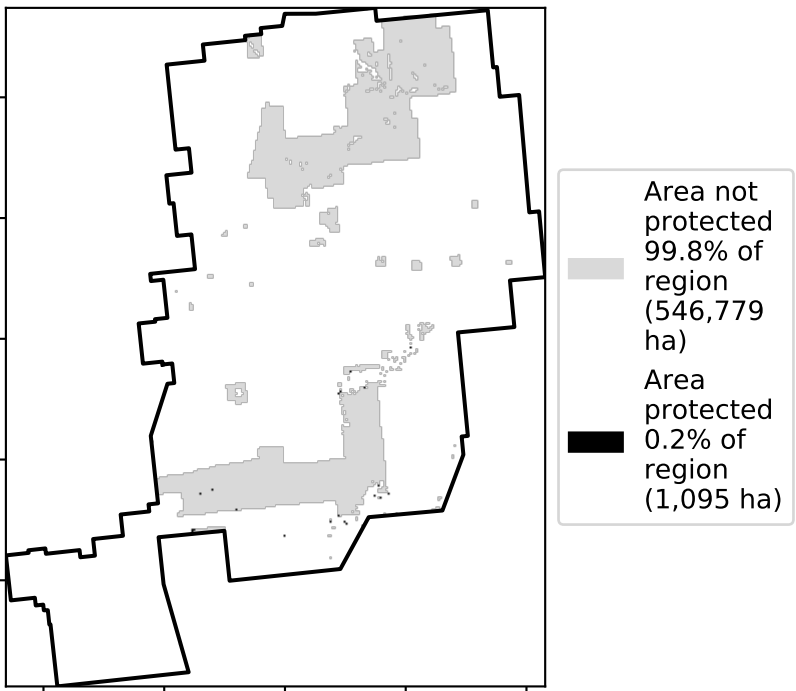 Area not
protected
99.8% of
region
(546,779
ha)
Area
protected
0.2% of
region
(1,095 ha)